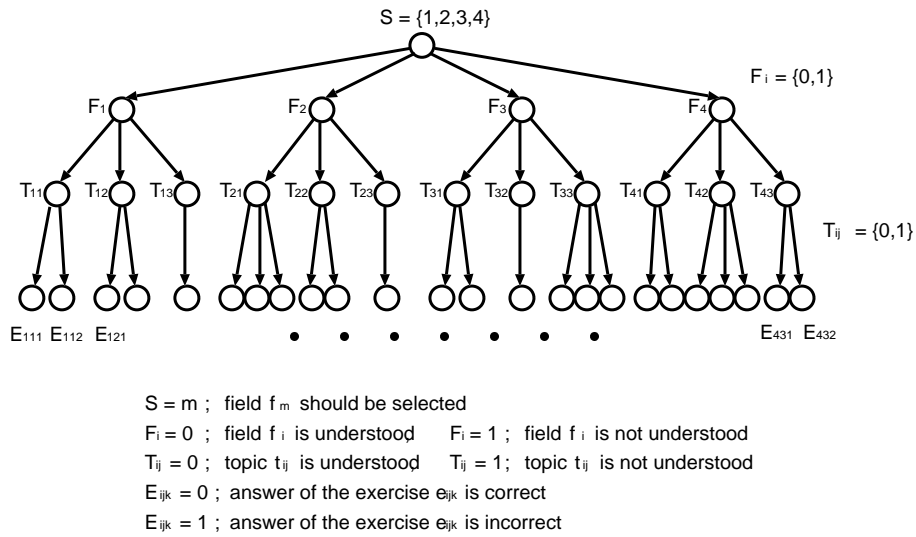 S = {1,2,3,4}
F i = {0,1}
F1 F2 F3 F4
T11 T12 T13 T21 T22 T23 T31 T32 T33 T41 T42 T43
Tij = {0,1}
E111 E112 E121 E431 E432
S = m ; field f m should be selected
Fi = 0 ; field f i is understood, Fi = 1 ; field f i is not understood
Tij = 0 ; topic tij is understood, Tij = 1; topic tij is not understood
Eijk = 0 ; answer of the exercise eijk is correct
Eijk = 1 ; answer of the exercise eijk is incorrect